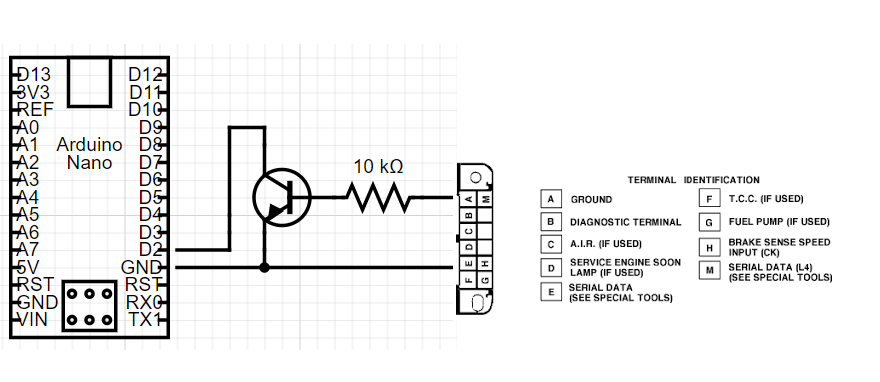 D13 D12
3V3 D11
REF D10
A0 D9
A1 Arduino D8
A2 Nano D7
A3 D6
A4 D5
A5 D4
A6 D3
A7 D2
5V GND
RST RST
GND RX0
VIN TX1
10 kΩ
A M
B
C
D
E H
F G
TERMINAL IDENTIFICATION
A GROUND
B DIAGNOSTIC TERMINAL
C A.I.R. (IF USED)
D SERVICE ENGINE SOON
LAMP (IF USED)
E SERIAL DATA
(SEE SPECIAL TOOLS)
F T.C.C. (IF USED)
G FUEL PUMP (IF USED)
H BRAKE SENSE SPEED
INPUT (CK)
M SERIAL DATA (L4)
(SEE SPECIAL TOOLS)